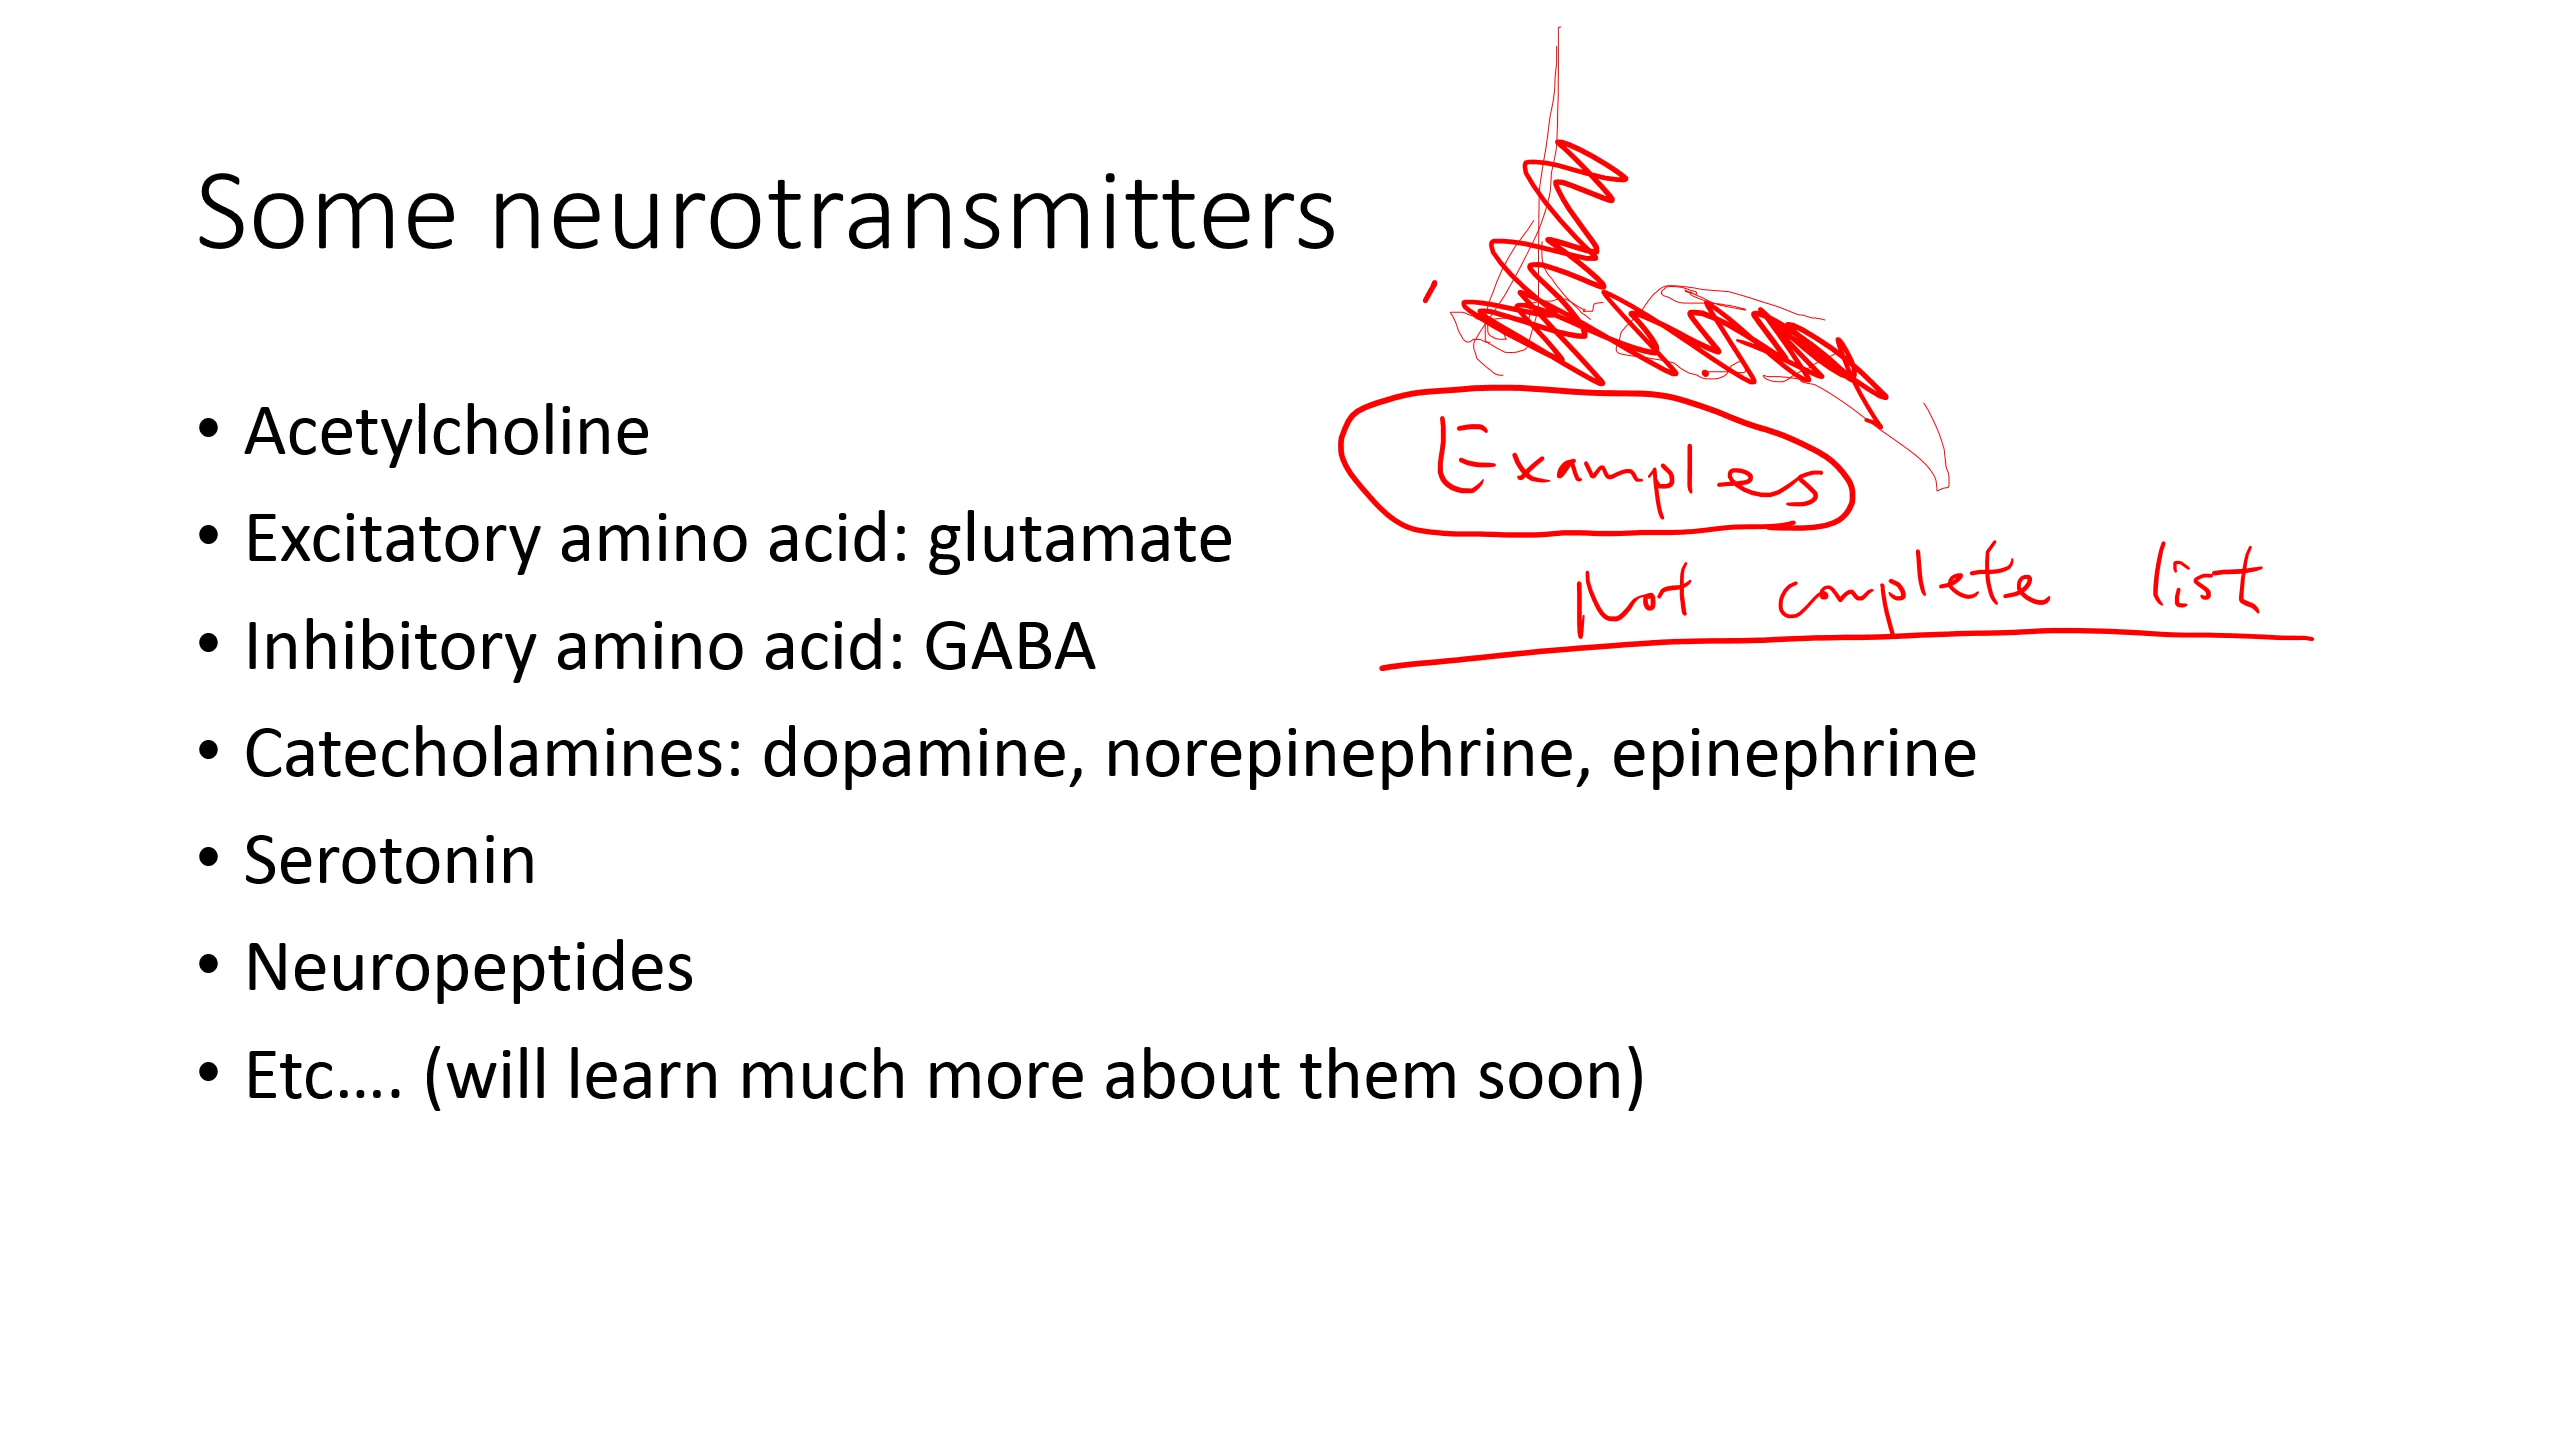 Some neurotransmitters
• Acetylcholine
Examples
• Excitatory amino acid: glutamate
Not complete list
• Inhibitory amino acid: GABA
• Catecholamines: dopamine, norepinephrine, epinephrine
• Serotonin
• Neuropeptides
• Etc.... (will learn much more about them soon)